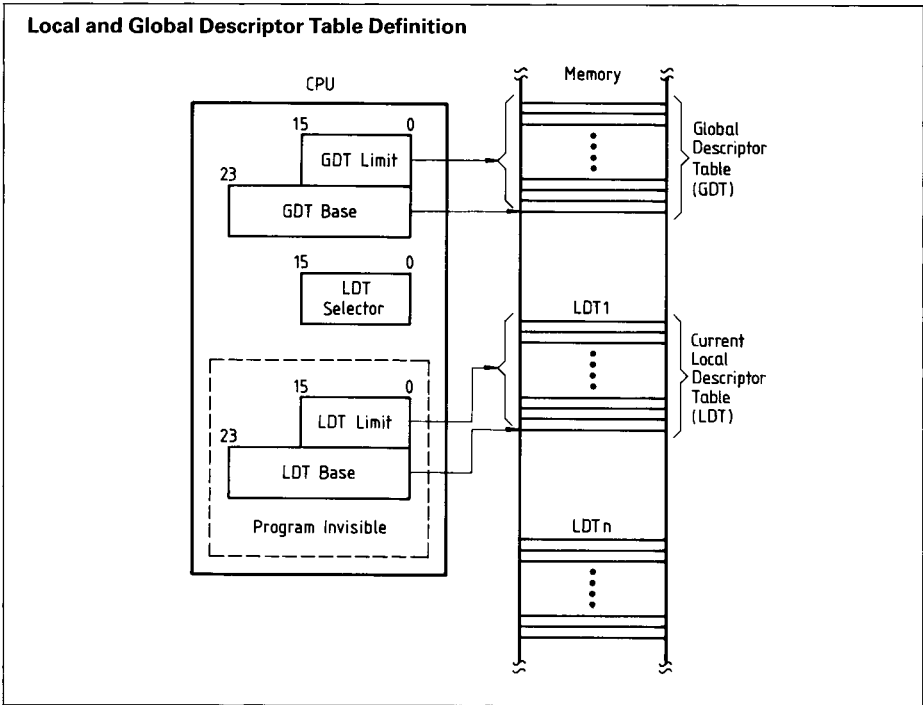 Local and Global Descriptor Table Definition
CPU
Memory
15 0
GDT Limit
23
GDT Base
Global
Descriptor
Table
(GDT)
15 0
LDT
Selector
LDT1
Current
Local
Descriptor
Table
(LDT)
15 0
LDT Limit
23
LDT Base
Program Invisible
LDTn